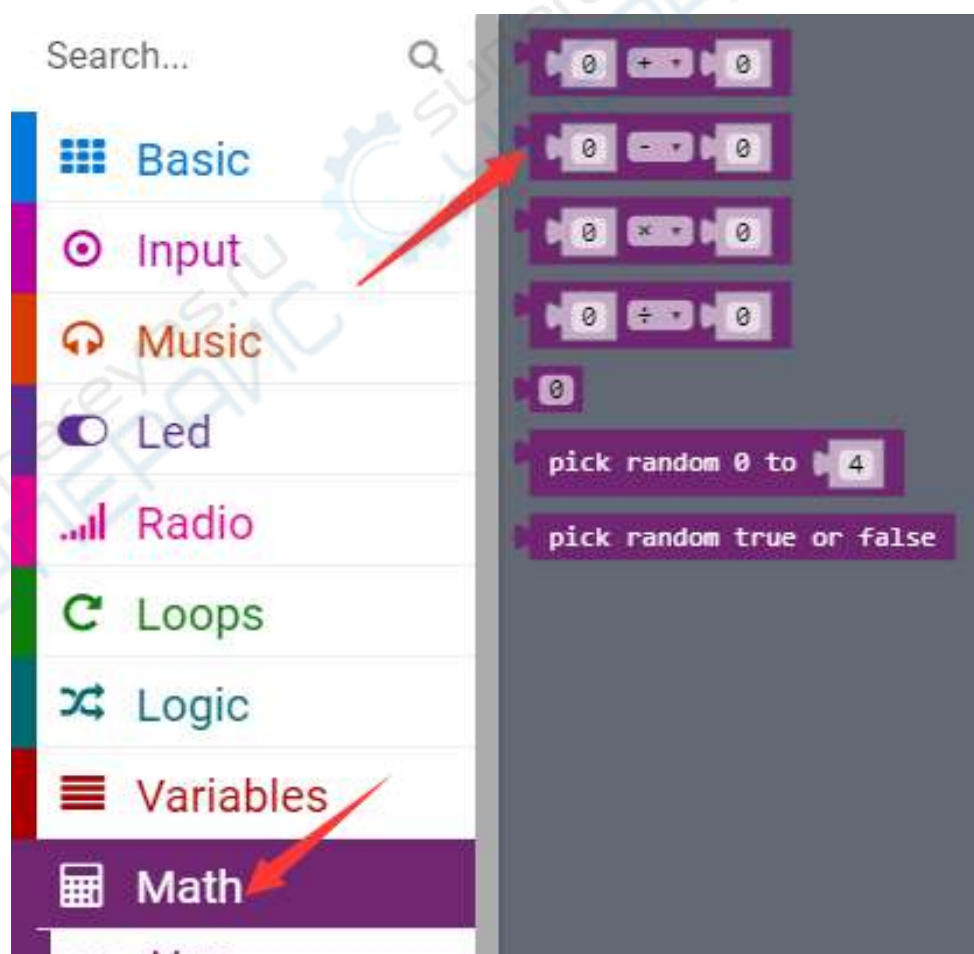 Search...
Basic
Input
Music
Led
Radio
Loops
Logic
Variables
Math
0 + 0
0 - 0
0 × 0
0 ÷ 0
0
pick random 0 to 4
pick random true or false